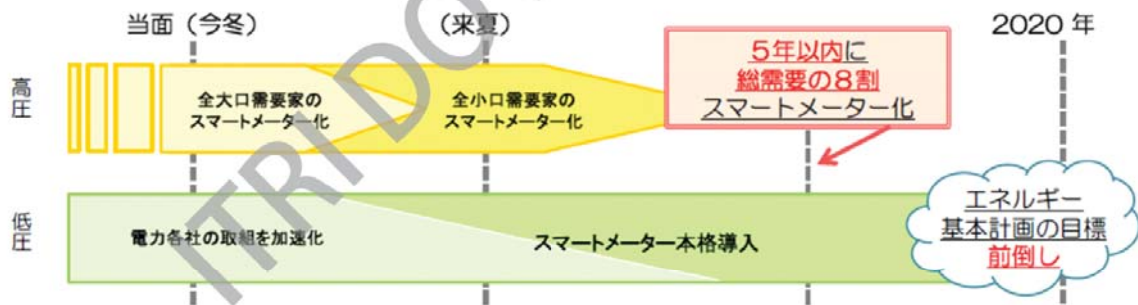 当面（今冬）
（来夏）
2020 年
高圧
全大口需要家の
スマートメーター化
全小口需要家の
スマートメーター化
5年以内に
総需要の8割
スマートメーター化
低圧
電力各社の取組を加速化
スマートメーター本格導入
エネルギー
基本計画の目標
前倒し
ITRI DO